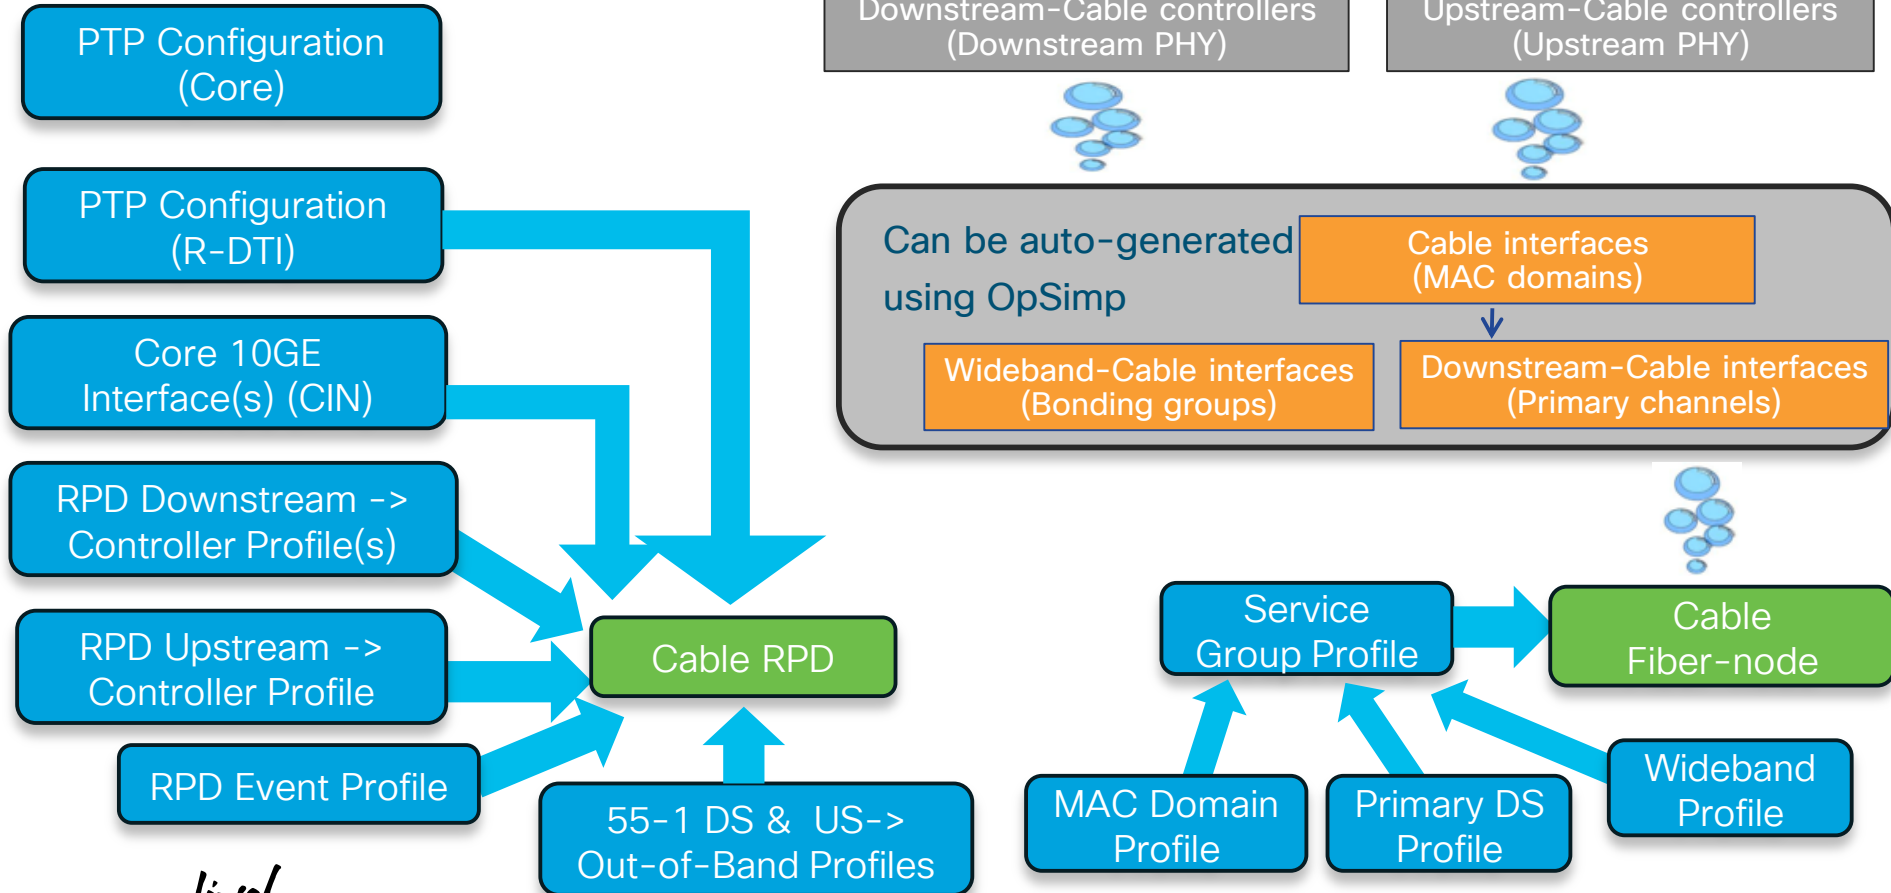 PTP Configuration
(Core)
PTP Configuration
(R-DTI)
Core 10GE
Interface(s) (CIN)
RPD Downstream ->
Controller Profile(s)
RPD Upstream ->
Controller Profile
RPD Event Profile
55-1 DS & US->
Out-of-Band Profiles
Cable RPD
Downstream-Cable controllers
(Downstream PHY)
Upstream-Cable controllers
(Upstream PHY)
Can be auto-generated
using OpSimp
Cable interfaces
(MAC domains)
Wideband-Cable interfaces
(Bonding groups)
Downstream-Cable interfaces
(Primary channels)
Service
Group Profile
Cable
Fiber-node
MAC Domain
Profile
Primary DS
Profile
Wideband
Profile